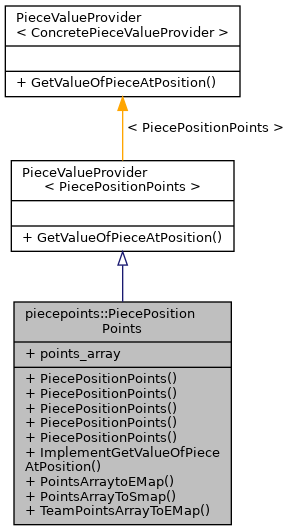 PieceValueProvider
< ConcretePieceValueProvider >
+ GetValueOfPieceAtPosition()
< PiecePositionPoints >
PieceValueProvider
< PiecePositionPoints >
+ GetValueOfPieceAtPosition()
piecepoints::PiecePosition
Points
+ points_array
+ PiecePositionPoints()
+ PiecePositionPoints()
+ PiecePositionPoints()
+ PiecePositionPoints()
+ PiecePositionPoints()
+ ImplementGetValueOfPiece
AtPosition()
+ PointsArraytoEMap()
+ PointsArrayToSmap()
+ TeamPointsArrayToEMap()